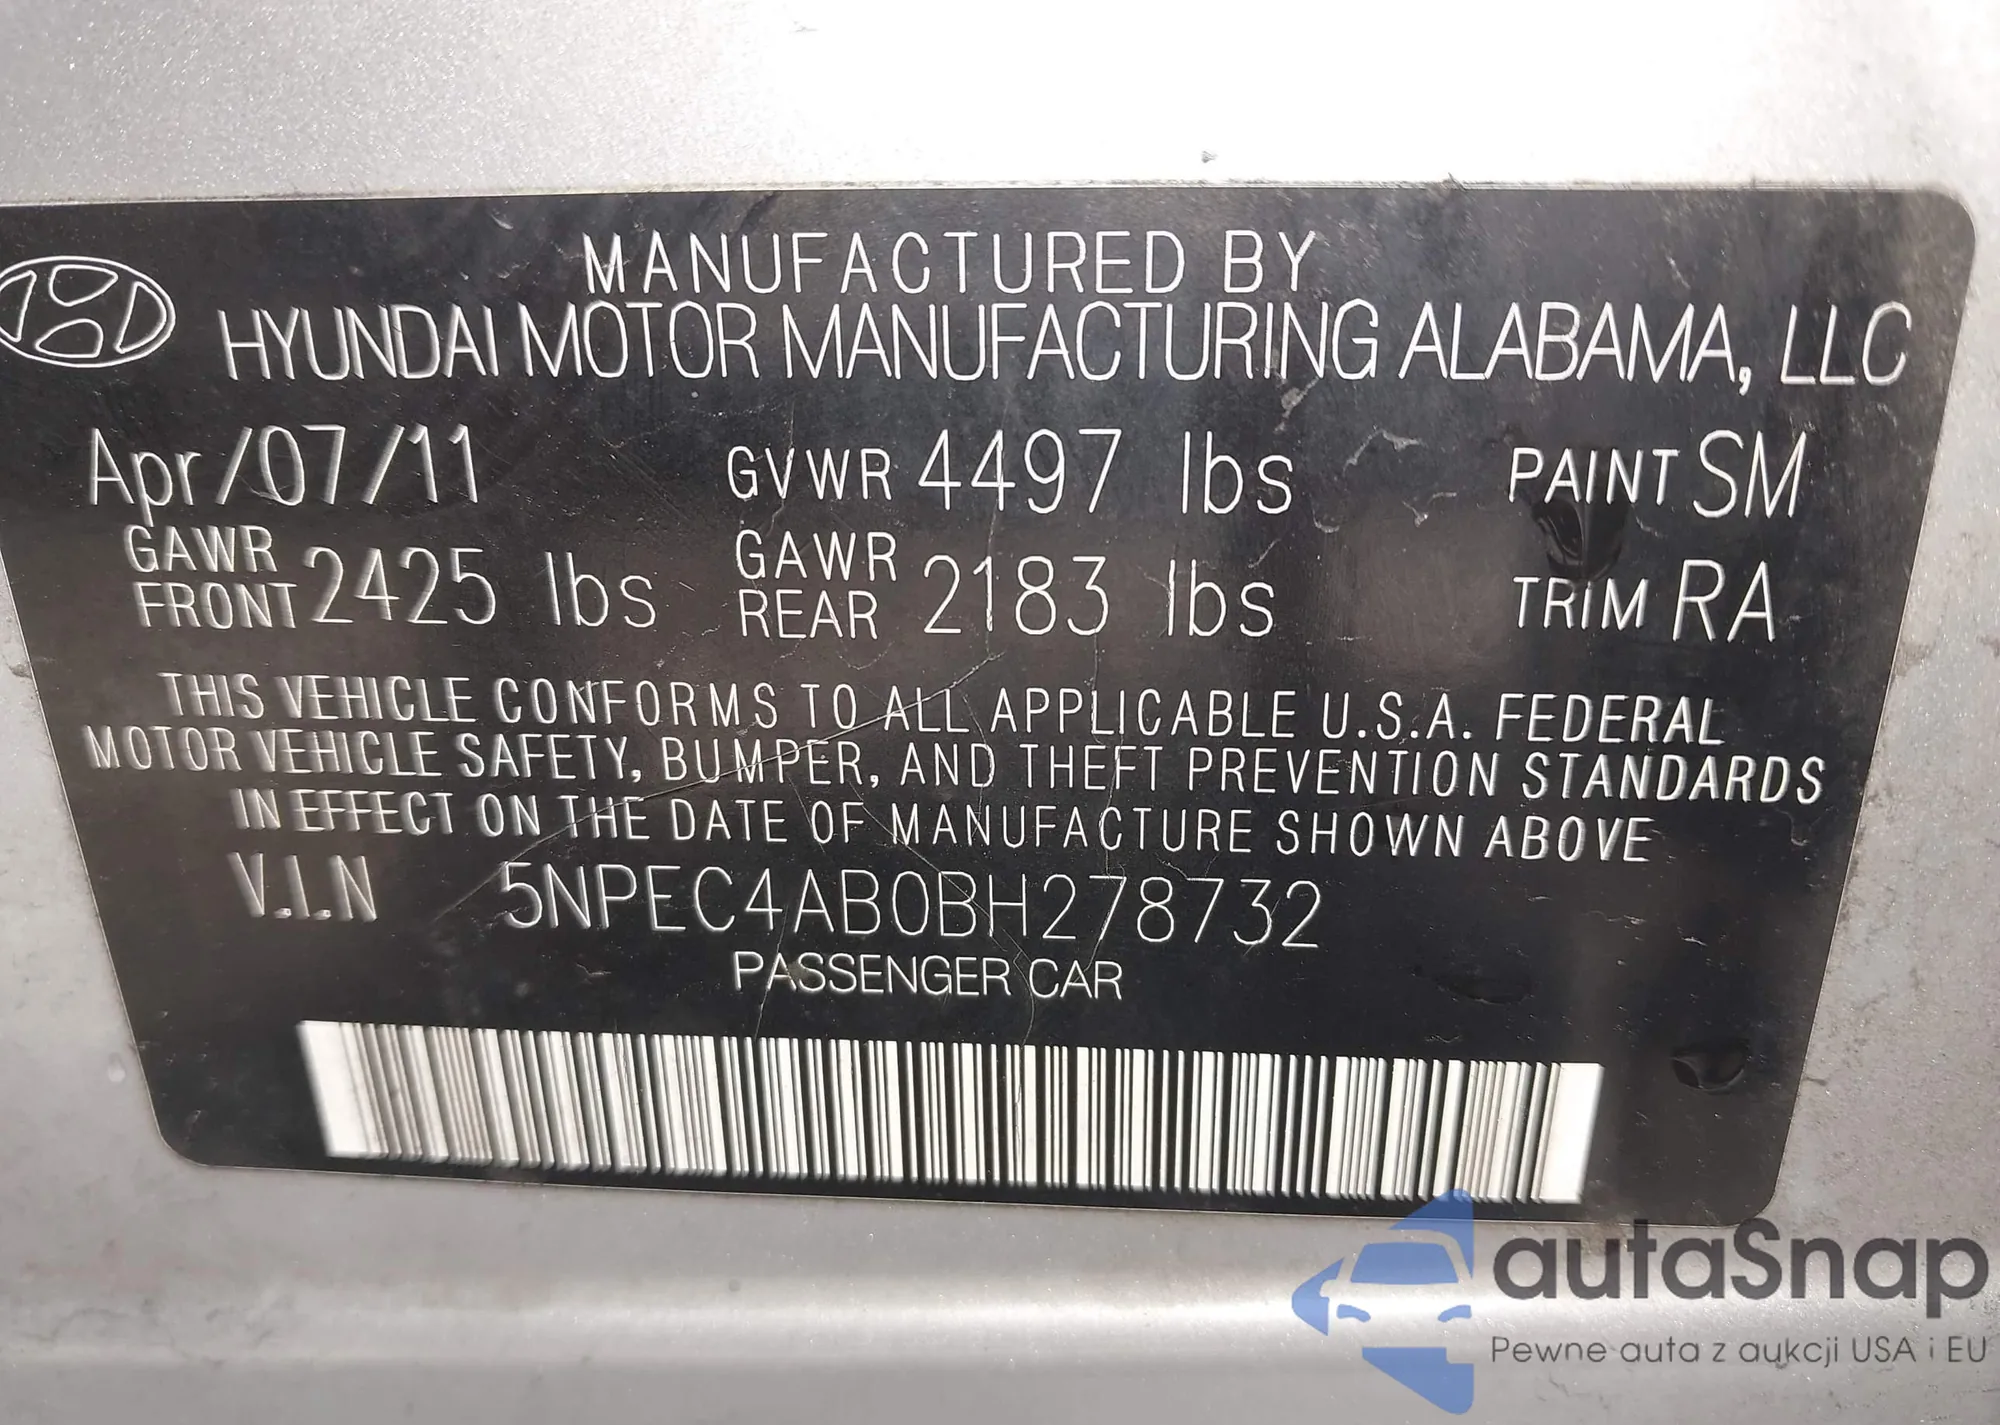 MANUFACTURED BY
HYUNDAI MOTOR MANUFACTURING ALABAMA, LLC
Apr/07/11 GVWR 4497 lbs PAINT SM
GAWR FRONT 2425 lbs GAWR REAR 2183 lbs TRIM RA
THIS VEHICLE CONFORMS TO ALL APPLICABLE U.S.A. FEDERAL
MOTOR VEHICLE SAFETY, BUMPER, AND THEFT PREVENTION STANDARDS
IN EFFECT ON THE DATE OF MANUFACTURE SHOWN ABOVE
V.I.N 5NPEC4AB0BH278732
PASSENGER CAR
autaSnap
Pewne auta z aukcji USA i EU